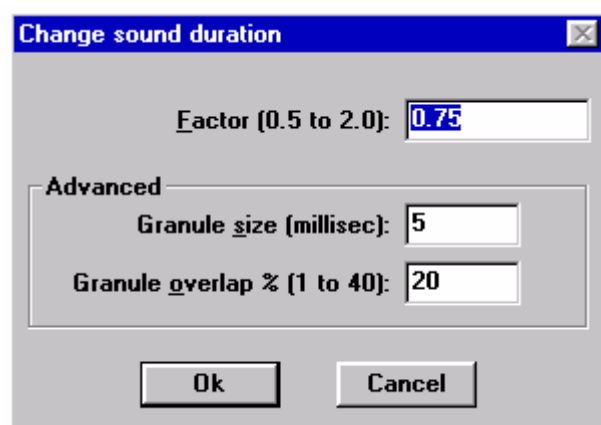 Change sound duration
Factor (0.5 to 2.0): 0.75
Advanced
Granule size (millisec): 5
Granule overlap % (1 to 40): 20
Ok Cancel